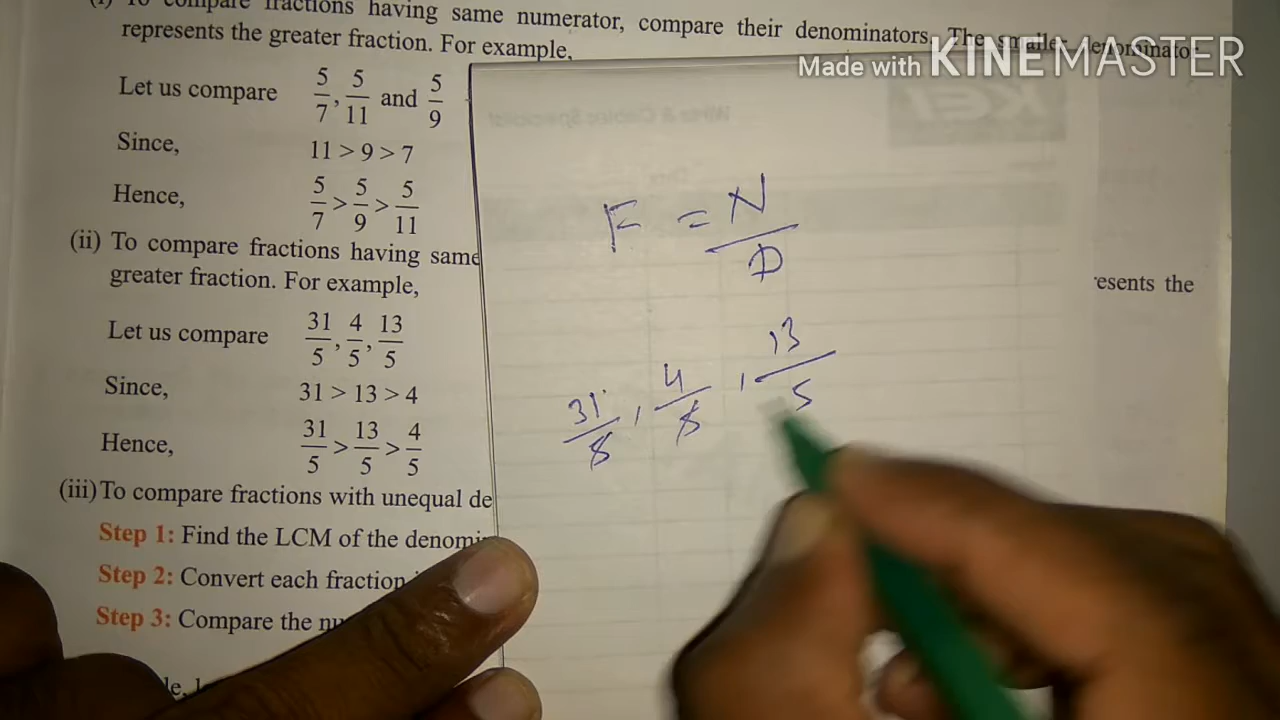 (i) To compare fractions having same numerator, compare their denominators. The smaller denominator
represents the greater fraction. For example,
Made with KINEMASTER
Let us compare 5/7, 5/11 and 5/9
Since, 11 > 9 > 7
Hence, 5/7 > 5/9 > 5/11
F = N/D
(ii) To compare fractions having same
greater fraction. For example,
esents the
Let us compare 31/5, 4/5, 13/5
31/5, 4/5, 13/5
Since, 31 > 13 > 4
Hence, 31/5 > 13/5 > 4/5
(iii) To compare fractions with unequal de
Step 1: Find the LCM of the denomi
Step 2: Convert each fraction
Step 3: Compare the nu